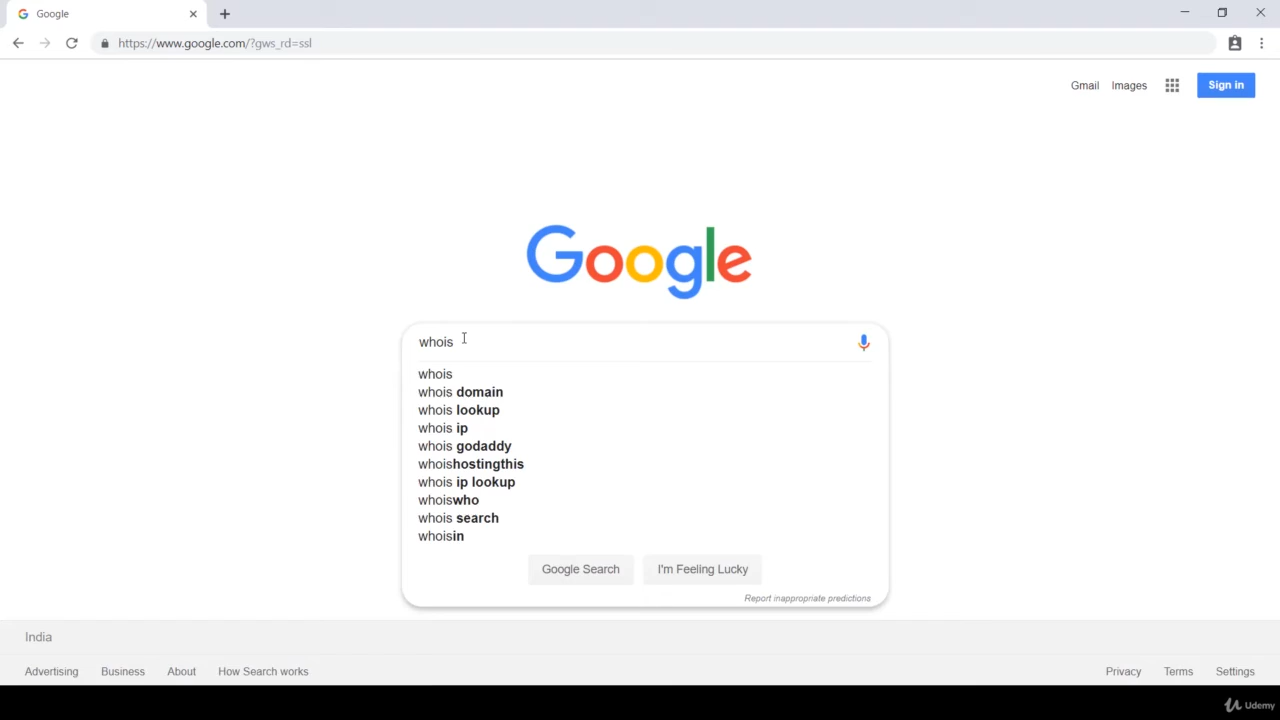 Google
https://www.google.com/?gws_rd=ssl
Gmail Images Sign in
Google
whois
whois
whois domain
whois lookup
whois ip
whois godaddy
whoishostingthis
whois ip lookup
whoiswho
whois search
whoisin
Google Search I'm Feeling Lucky
Report inappropriate predictions
India
Advertising Business About How Search works Privacy Terms Settings
Udemy